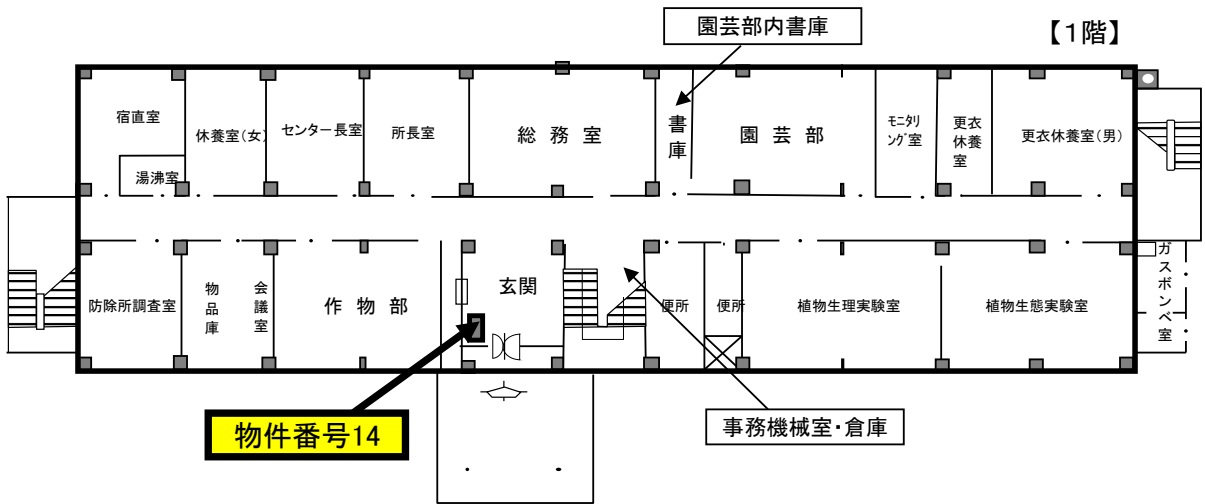 園芸部内書庫
【1階】
宿直室
休養室(女)
センター長室
所長室
総務室
書庫
園芸部
モニタリング室
更衣休養室
更衣休養室(男)
湯沸室
防除所調査室
物品庫
会議室
作物部
玄関
便所
便所
植物生理実験室
植物生態実験室
ガスボンベ室
物件番号14
事務機械室・倉庫